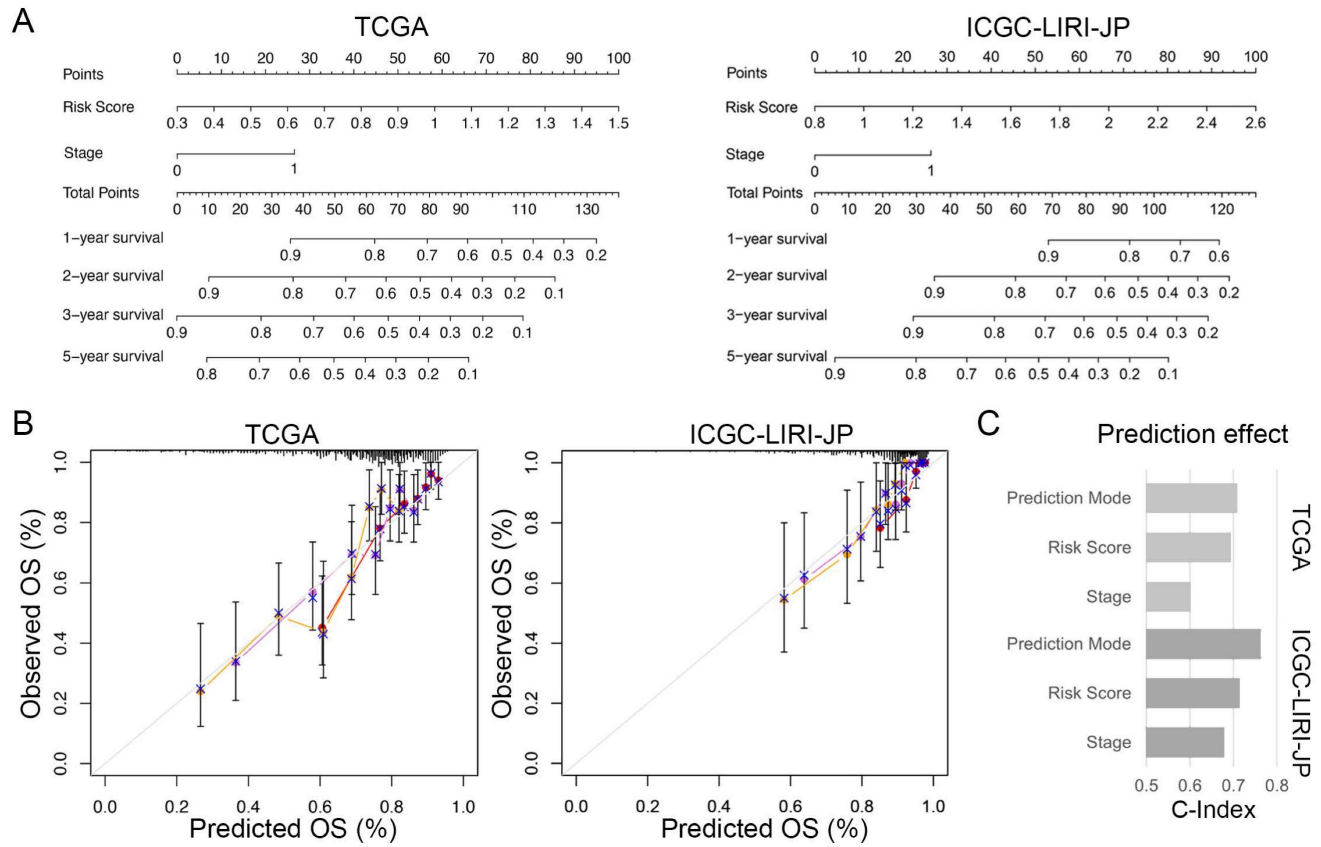 A
TCGA
Points
0 10 20 30 40 50 60 70 80 90 100
Risk Score
0.3 0.4 0.5 0.6 0.7 0.8 0.9 1 1.1 1.2 1.3 1.4 1.5
Stage
0 1
Total Points
0 10 20 30 40 50 60 70 80 90 110 130
1−year survival
0.9 0.8 0.7 0.6 0.5 0.4 0.3 0.2
2−year survival
0.9 0.8 0.7 0.6 0.5 0.4 0.3 0.2 0.1
3−year survival
0.9 0.8 0.7 0.6 0.5 0.4 0.3 0.2 0.1
5−year survival
0.8 0.7 0.6 0.5 0.4 0.3 0.2 0.1
ICGC-LIRI-JP
Points
0 10 20 30 40 50 60 70 80 90 100
Risk Score
0.8 1 1.2 1.4 1.6 1.8 2 2.2 2.4 2.6
Stage
0 1
Total Points
0 10 20 30 40 50 60 70 80 90 100 120
1−year survival
0.9 0.8 0.7 0.6
2−year survival
0.9 0.8 0.7 0.6 0.5 0.4 0.3 0.2
3−year survival
0.9 0.8 0.7 0.6 0.5 0.4 0.3 0.2
5−year survival
0.9 0.8 0.7 0.6 0.5 0.4 0.3 0.2 0.1
B
TCGA
Observed OS (%)
1.0
0.8
0.6
0.4
0.2
0.0
0.0 0.2 0.4 0.6 0.8 1.0
Predicted OS (%)
ICGC-LIRI-JP
Observed OS (%)
1.0
0.8
0.6
0.4
0.2
0.0
0.0 0.2 0.4 0.6 0.8 1.0
Predicted OS (%)
C
Prediction effect
Prediction Mode
Risk Score
Stage
TCGA
Prediction Mode
Risk Score
Stage
ICGC-LIRI-JP
0.5 0.6 0.7 0.8
C-Index